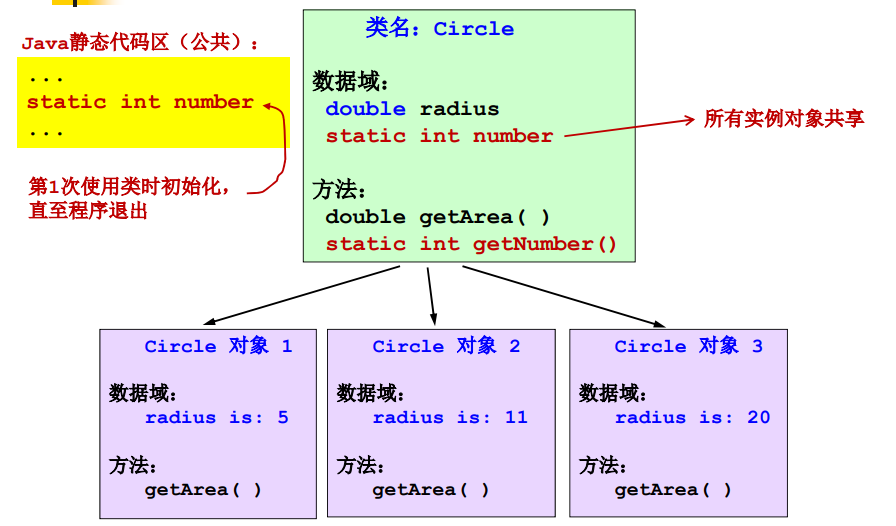 Java静态代码区（公共）：
...
static int number
...
第1次使用类时初始化，
直至程序退出
类名：Circle
数据域：
double radius
static int number
方法：
double getArea( )
static int getNumber()
所有实例对象共享
Circle 对象 1
数据域：
radius is: 5
方法：
getArea( )
Circle 对象 2
数据域：
radius is: 11
方法：
getArea( )
Circle 对象 3
数据域：
radius is: 20
方法：
getArea( )